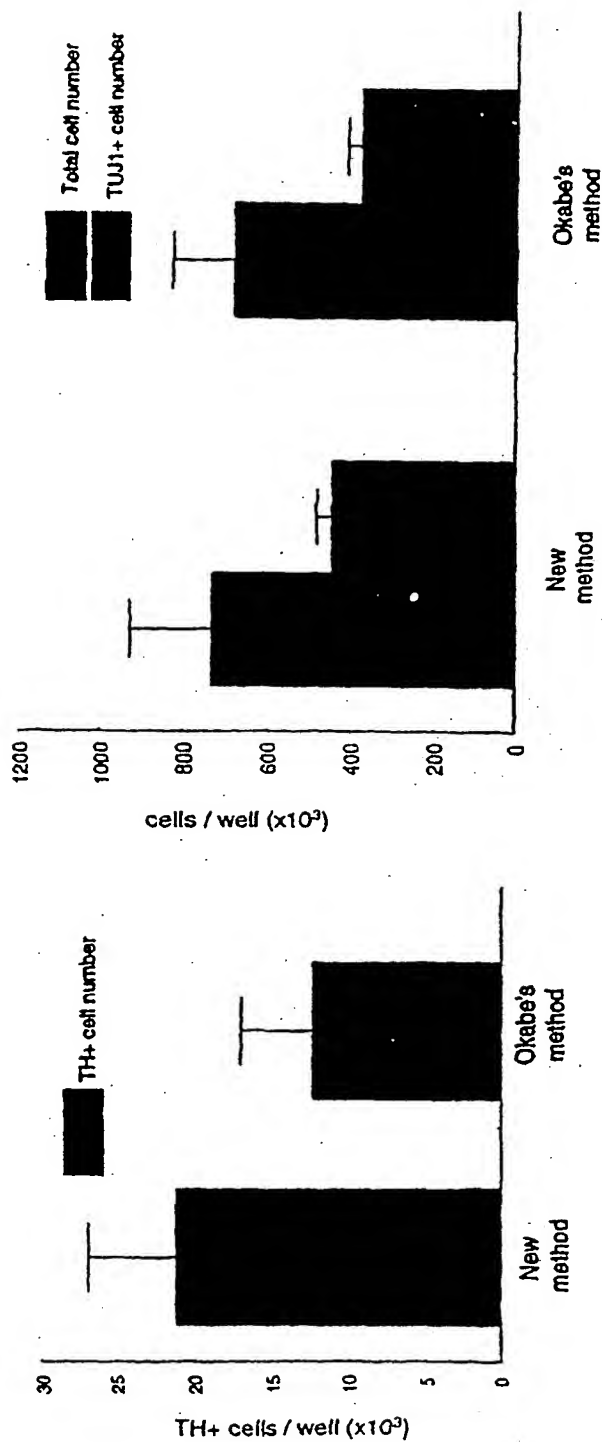 1200
1000
800
600
400
200
0
cells / well (x10³)
Total cell number
TUJ1+ cell number
New
method
Okabe's
method
30
25
20
15
10
5
0
TH+ cells / well (x10³)
TH+ cell number
New
method
Okabe's
method